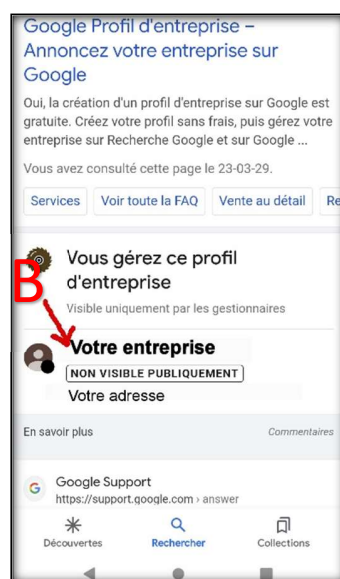 Google Profil d'entreprise –
Annoncez votre entreprise sur
Google
Oui, la création d'un profil d'entreprise sur Google est
gratuite. Créez votre profil sans frais, puis gérez votre
entreprise sur Recherche Google et sur Google ...
Vous avez consulté cette page le 23-03-29.
Services Voir toute la FAQ Vente au détail Re
Vous gérez ce profil
d'entreprise
Visible uniquement par les gestionnaires
B
Votre entreprise
NON VISIBLE PUBLIQUEMENT
Votre adresse
En savoir plus Commentaires
G
Google Support
https://support.google.com › answer
Découvertes Rechercher Collections